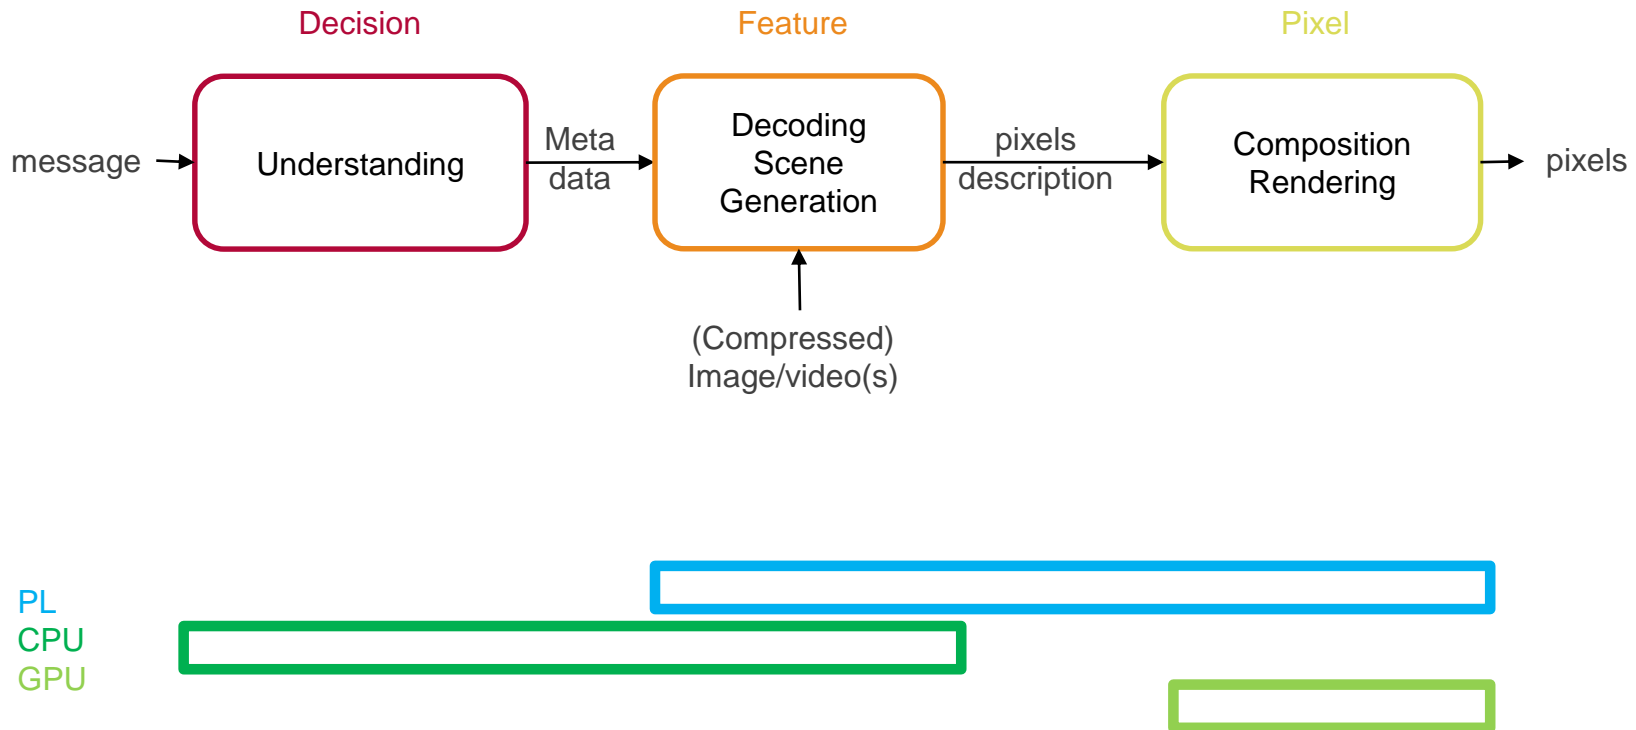 Decision
Feature
Pixel
message
Understanding
Meta
data
Decoding
Scene
Generation
pixels
description
Composition
Rendering
pixels
(Compressed)
Image/video(s)
PL
CPU
GPU